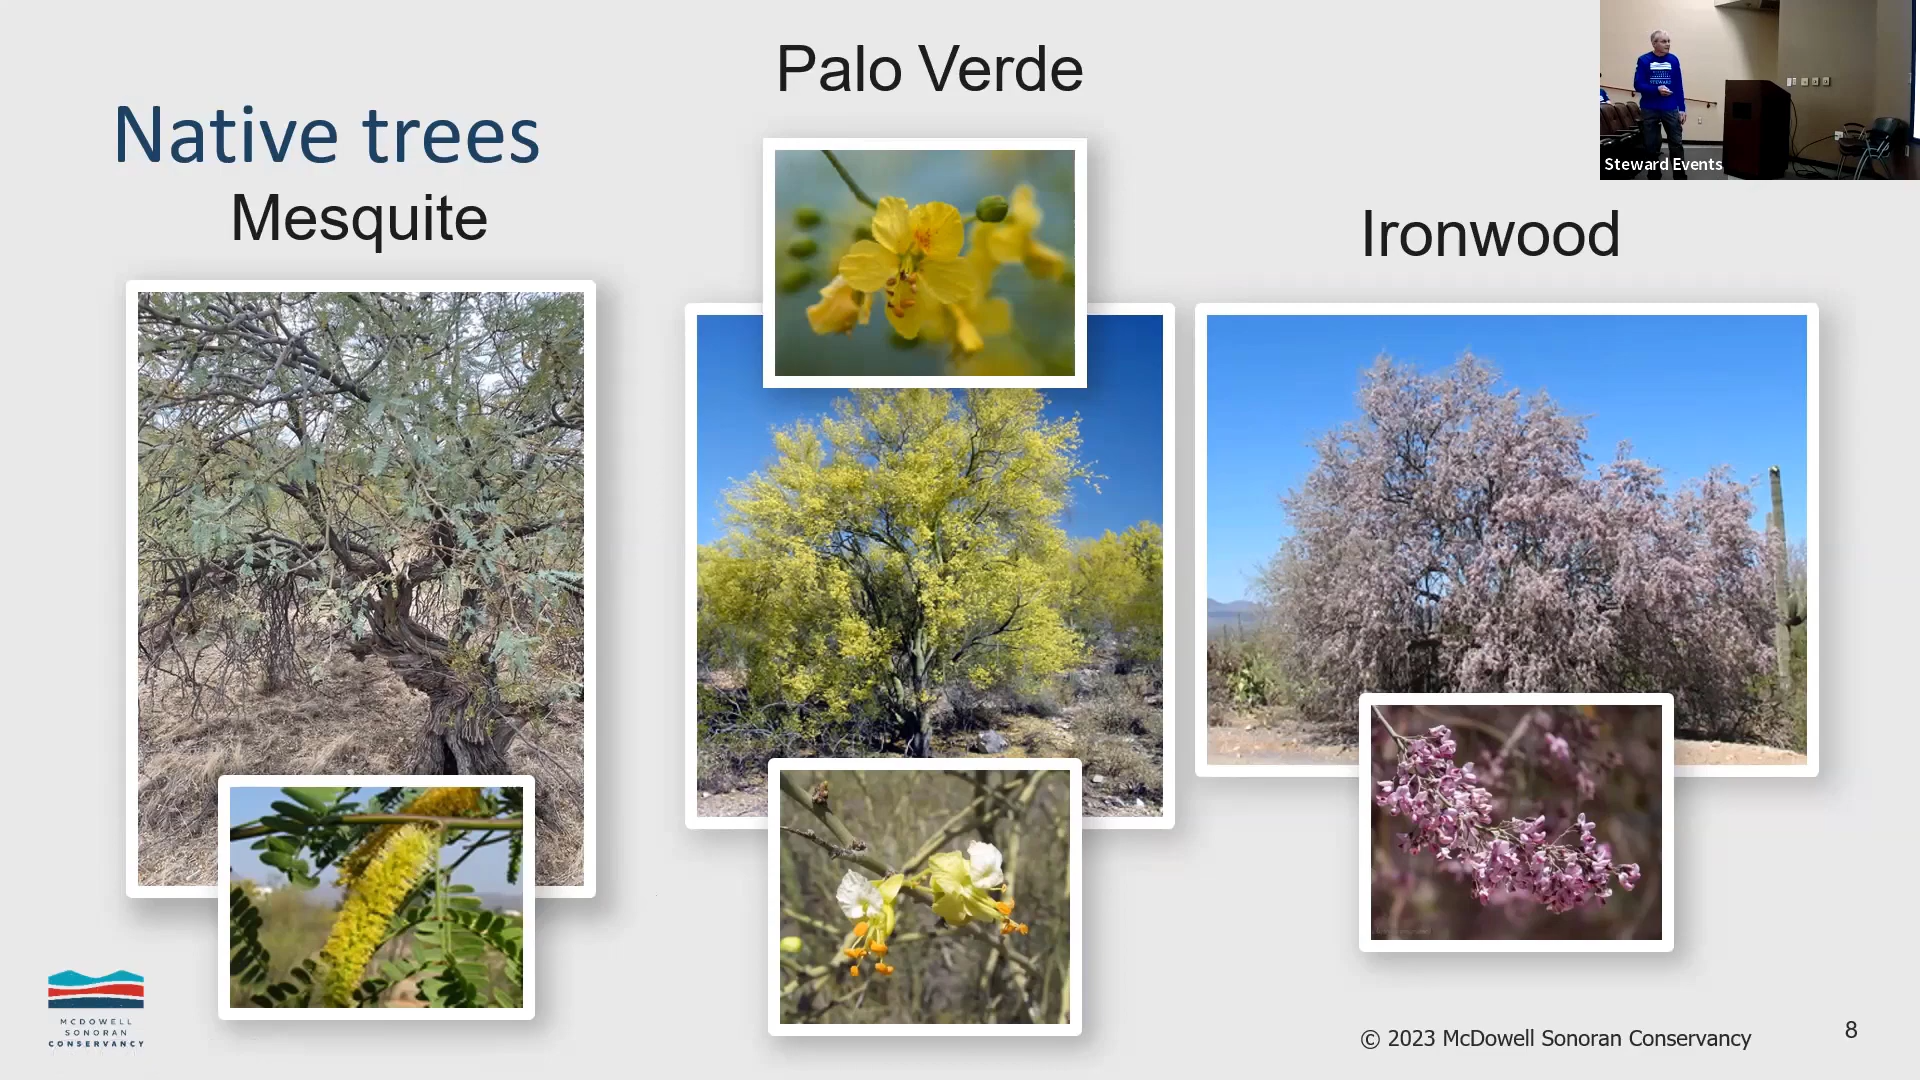 Palo Verde
Native trees
Mesquite
Ironwood
Steward Events
MCDOWELL
SONORAN
CONSERVANCY
© 2023 McDowell Sonoran Conservancy
8